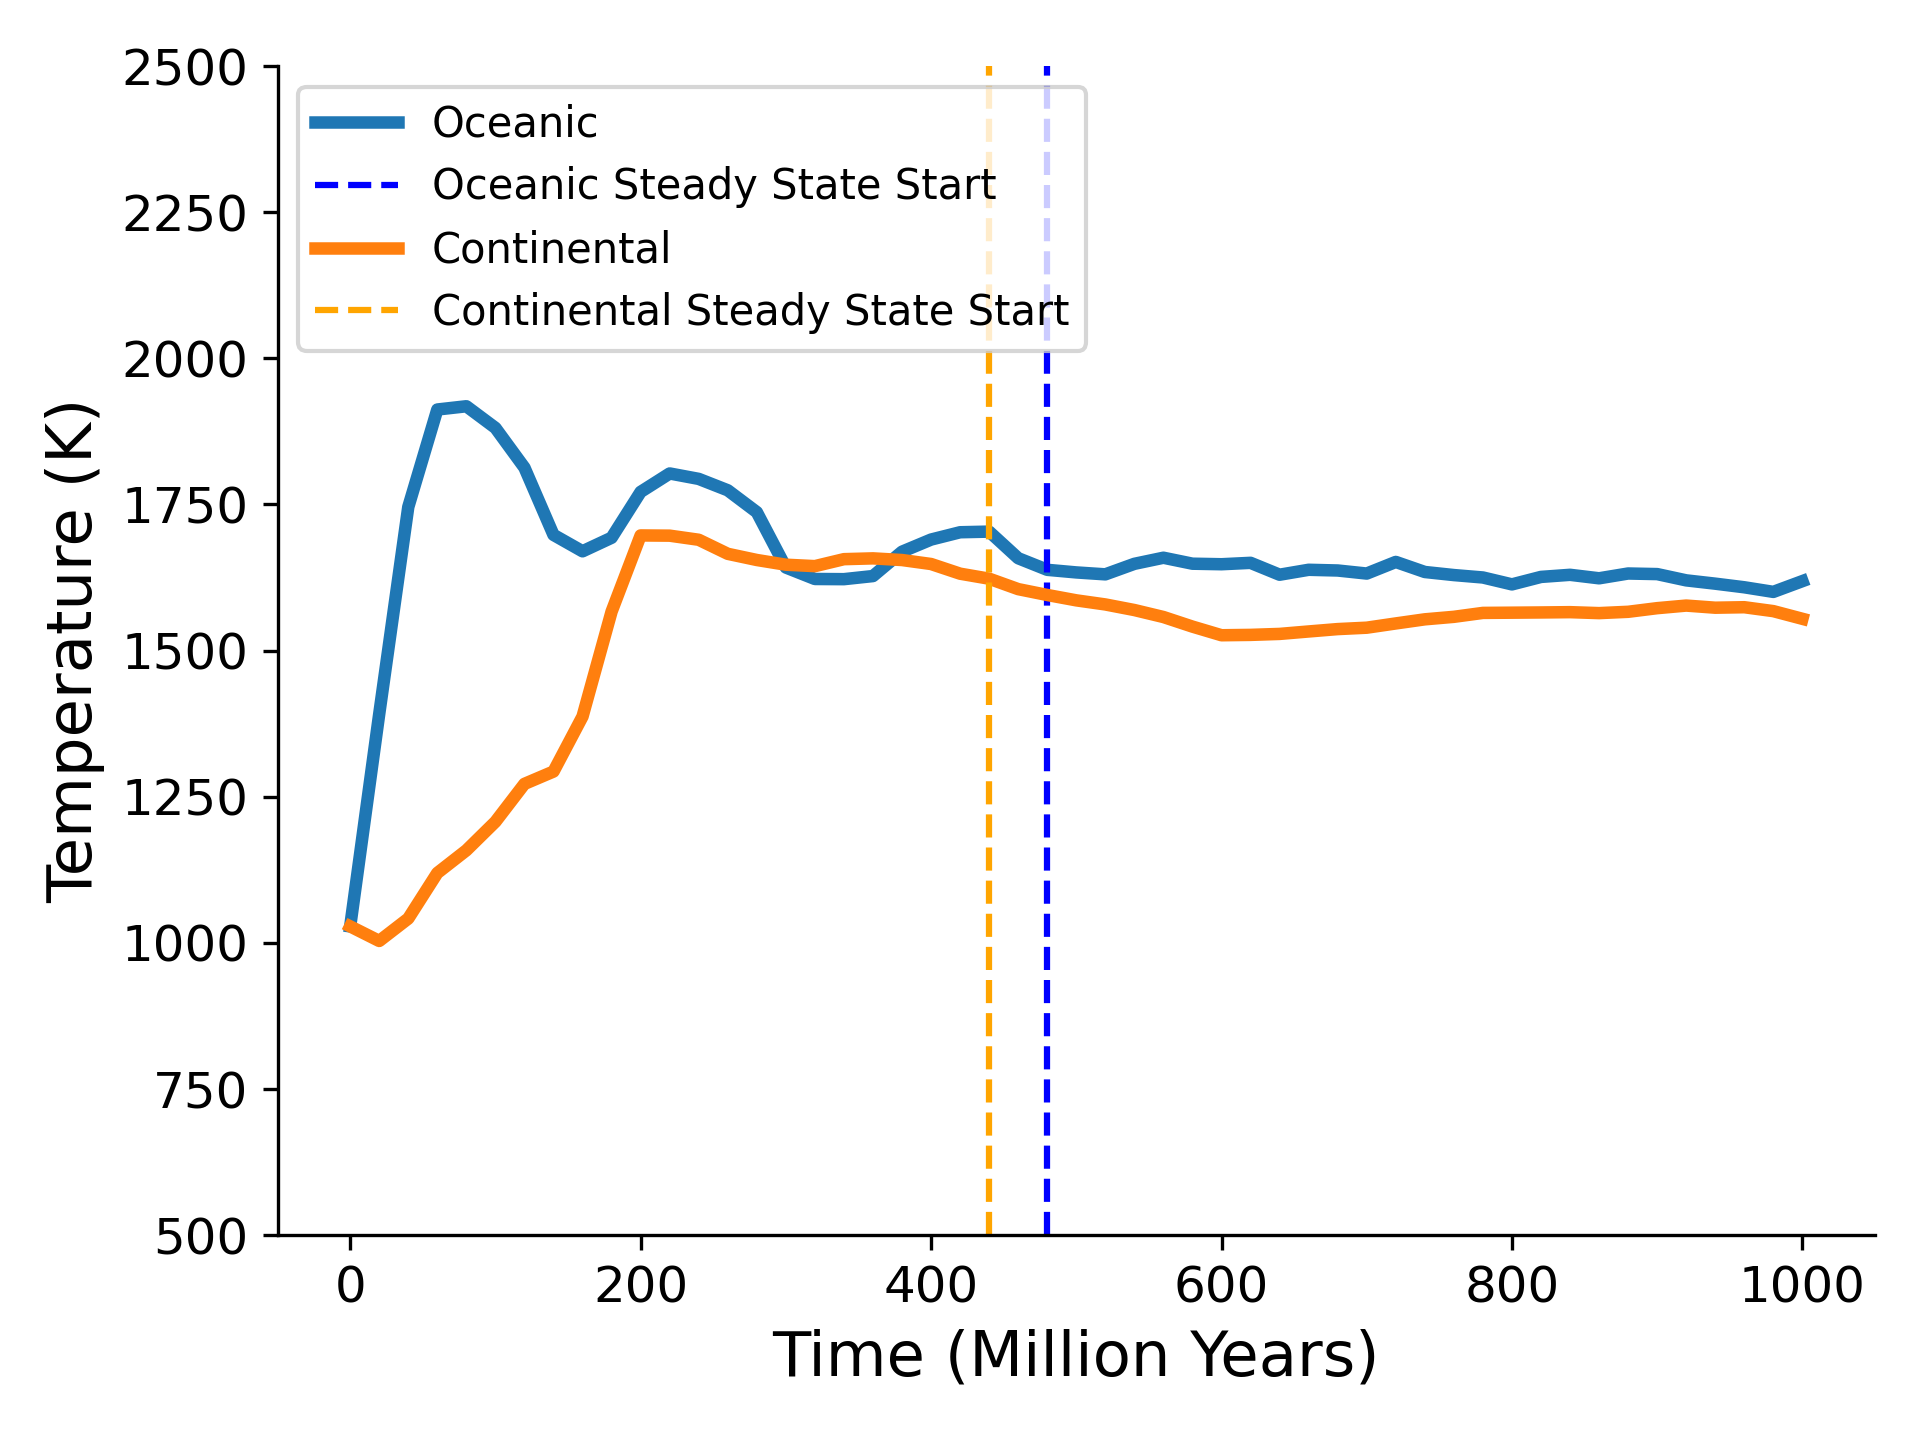 2500
2250
2000
1750
1500
1250
1000
750
500
Temperature (K)
Oceanic
Oceanic Steady State Start
Continental
Continental Steady State Start
0 200 400 600 800 1000
Time (Million Years)